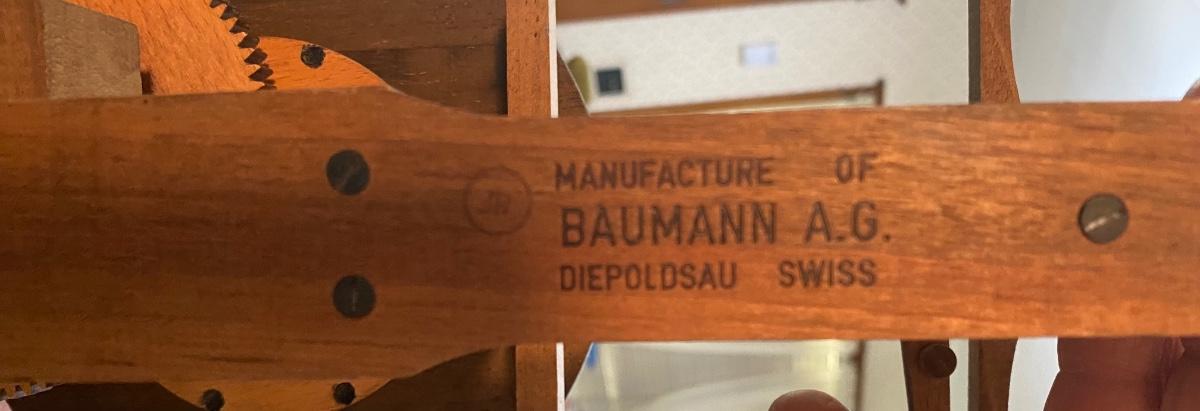 MANUFACTURE OF
BAUMANN A.G.
DIEPOLDSAU SWISS